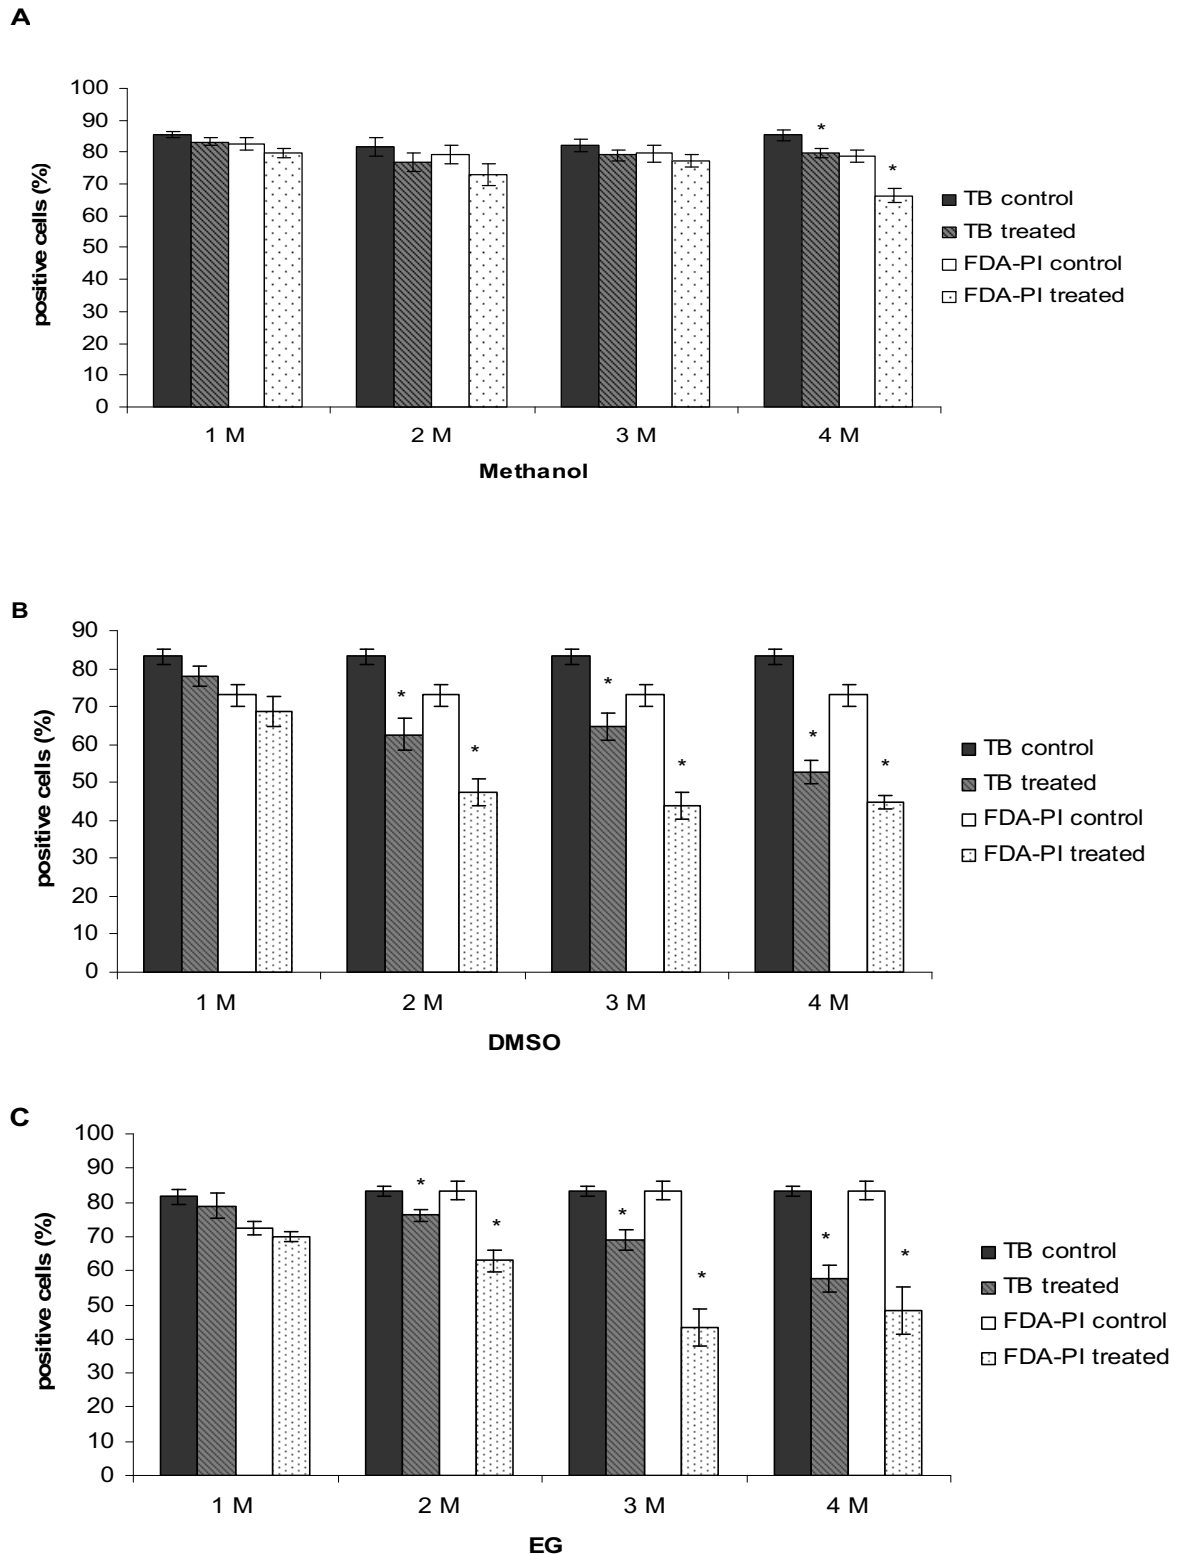 A
100
90
80
70
60
50
40
30
20
10
0
positive cells (%)
*
*
1 M 2 M 3 M 4 M
Methanol
TB control
TB treated
FDA-PI control
FDA-PI treated
B
90
80
70
60
50
40
30
20
10
0
positive cells (%)
* * * * * *
1 M 2 M 3 M 4 M
DMSO
TB control
TB treated
FDA-PI control
FDA-PI treated
C
100
90
80
70
60
50
40
30
20
10
0
positive cells (%)
* * * * * *
1 M 2 M 3 M 4 M
EG
TB control
TB treated
FDA-PI control
FDA-PI treated